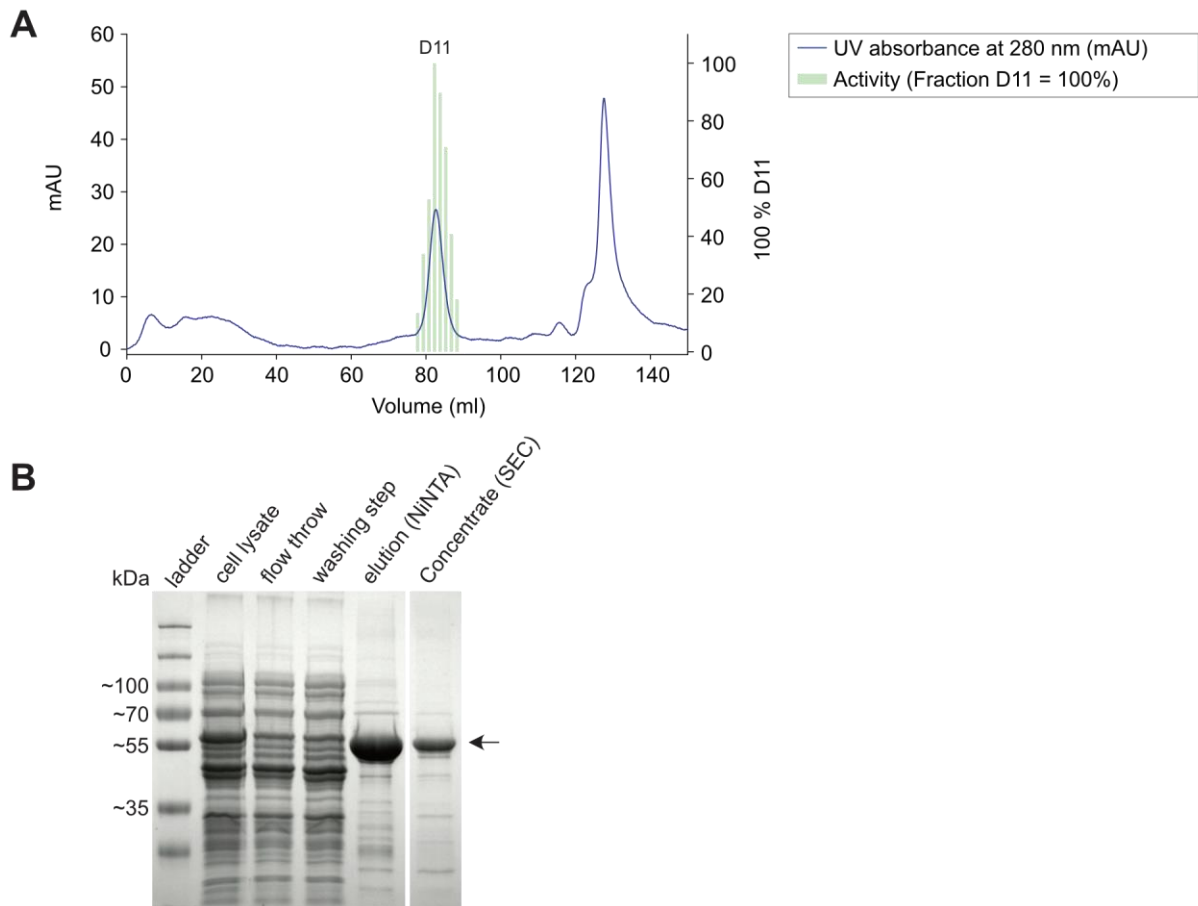 A
D11
60
50
40
30
20
10
0
mAU
0 20 40 60 80 100 120 140
Volume (ml)
100
80
60
40
20
0
100 % D11
UV absorbance at 280 nm (mAU)
Activity (Fraction D11 = 100%)
B
kDa
ladder
cell lysate
flow throw
washing step
elution (NiNTA)
Concentrate (SEC)
~100
~70
~55
~35